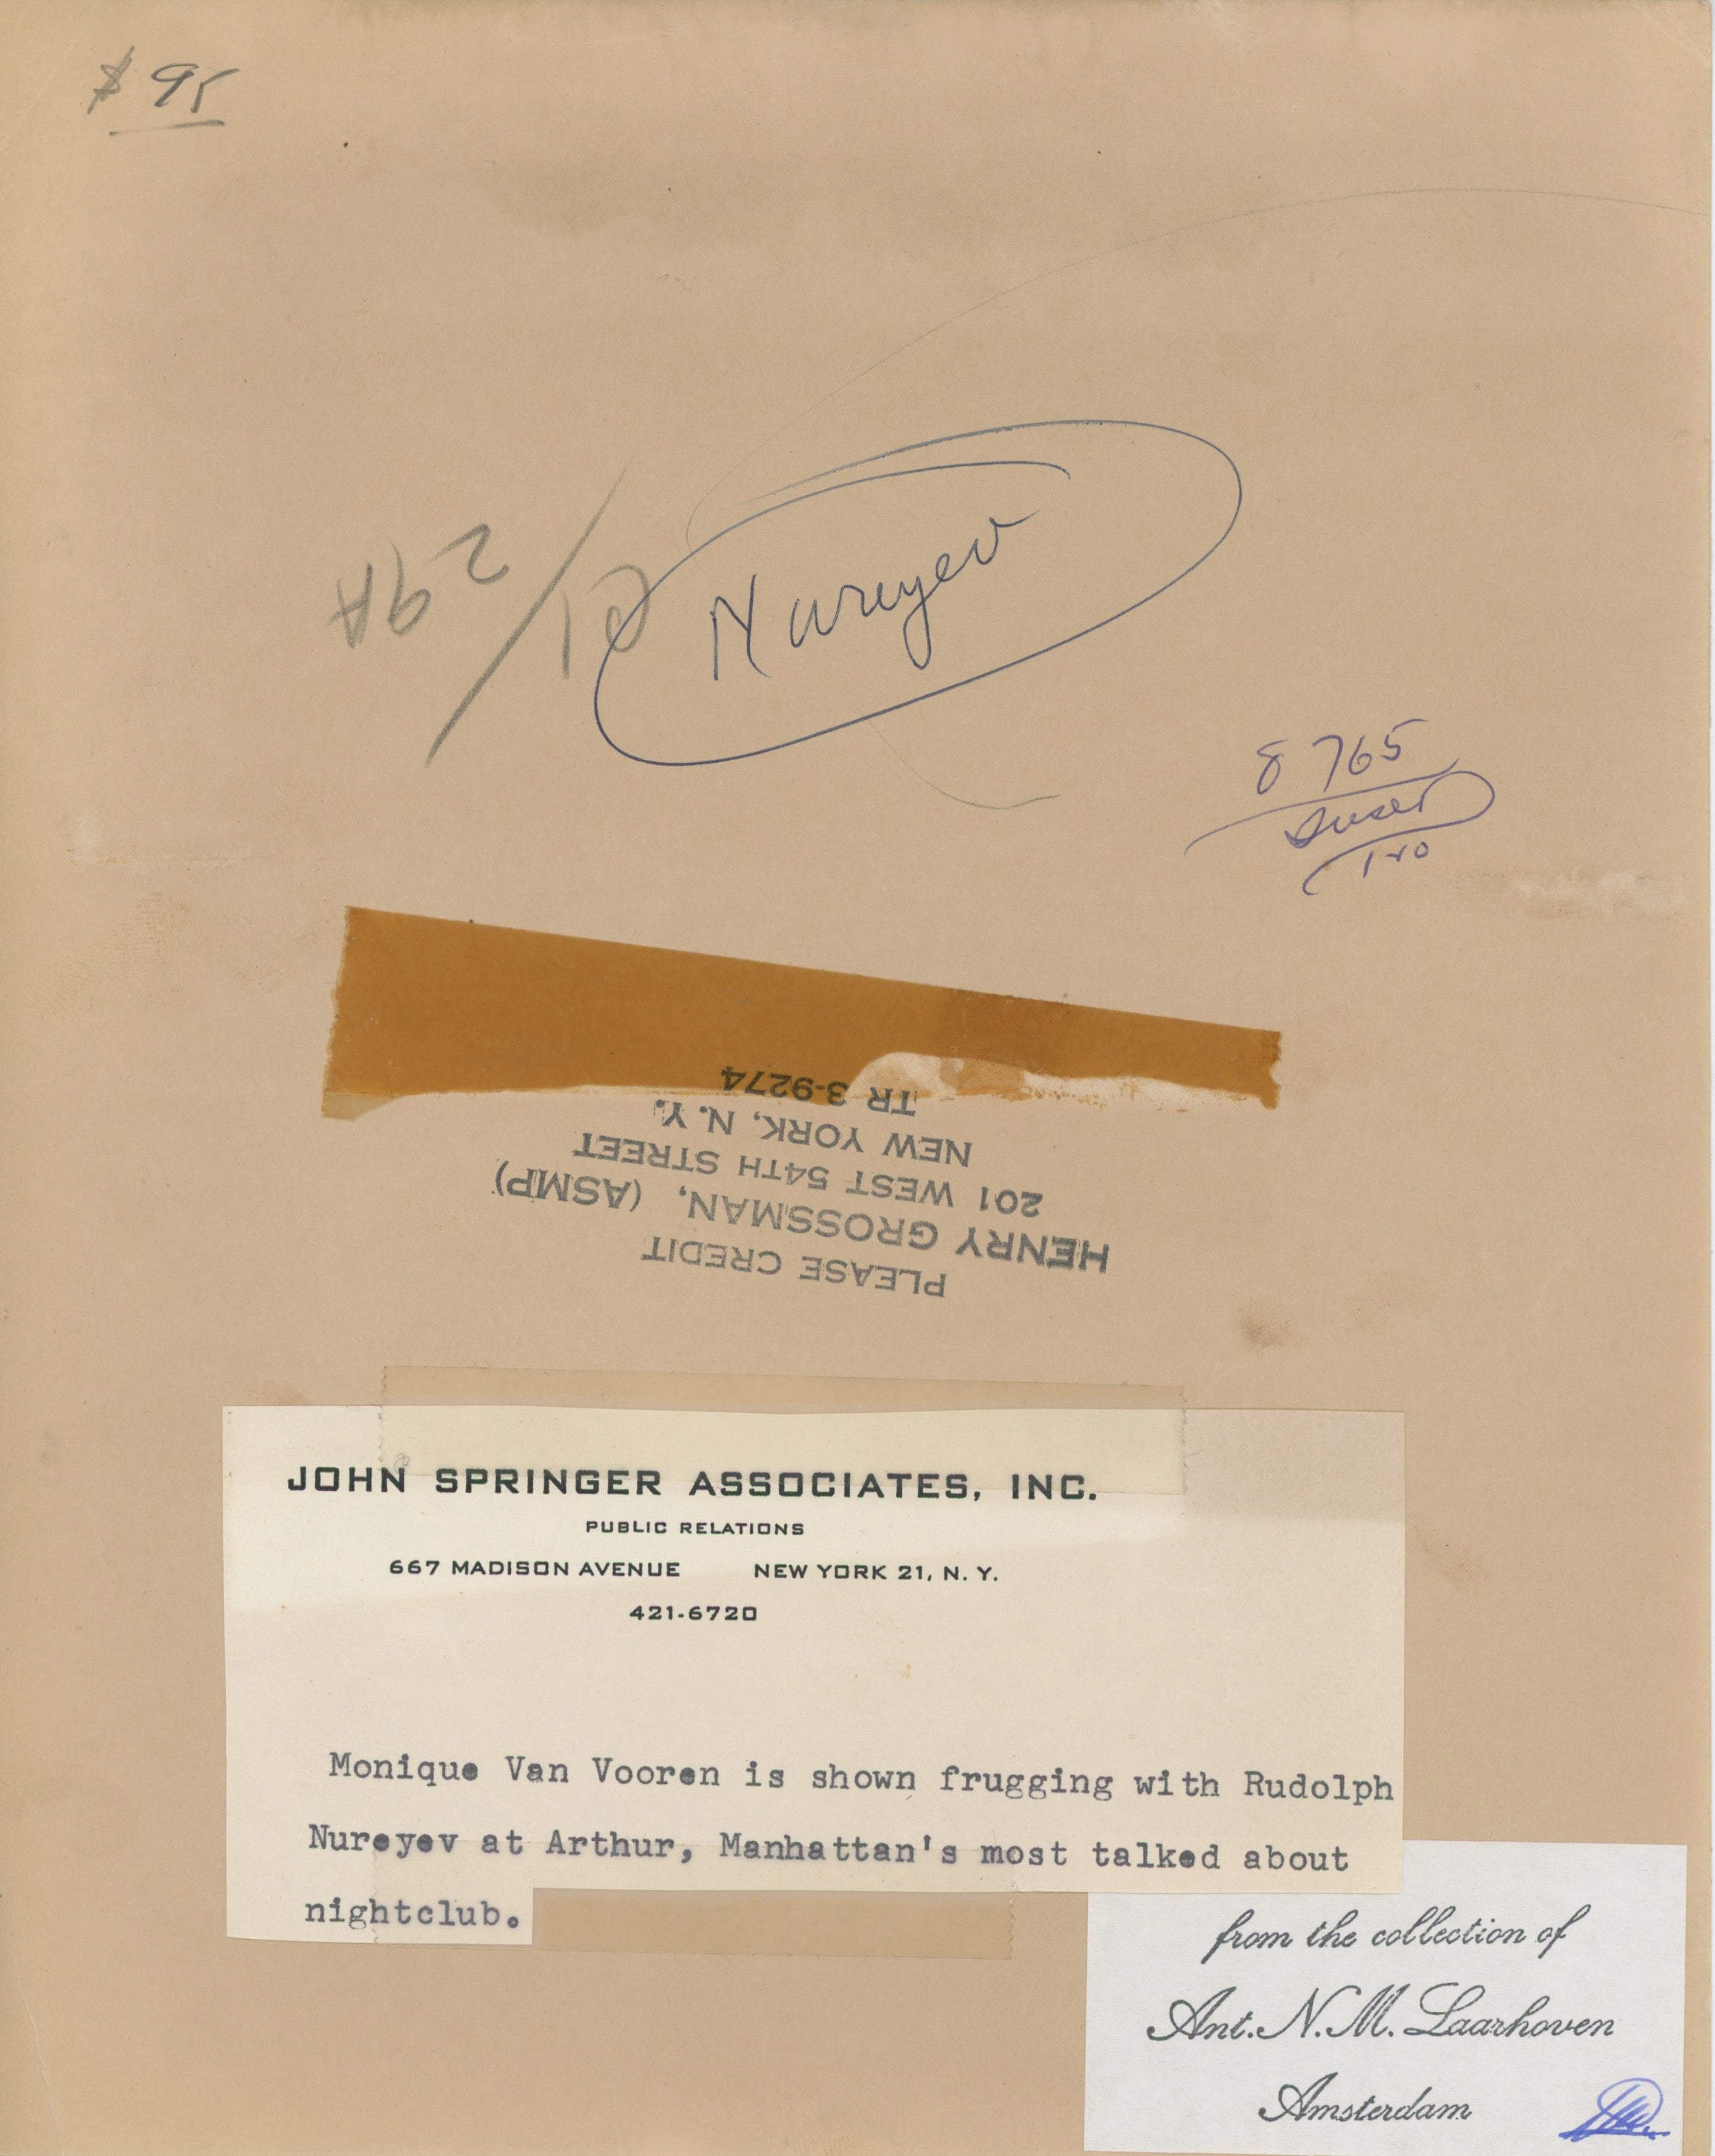 $ 95
Nureyev
29A
8765
PLEASE CREDIT
HENRY GROSSMAN, (ASMP)
201 WEST 54TH STREET
NEW YORK, N.Y.
TR 3-9274
JOHN SPRINGER ASSOCIATES, INC.
PUBLIC RELATIONS
667 MADISON AVENUE NEW YORK 21, N. Y.
421-6720
Monique Van Vooren is shown frugging with Rudolph
Nureyev at Arthur, Manhattan's most talked about
nightclub.
from the collection of
Ant. N. M. Laarhoven
Amsterdam